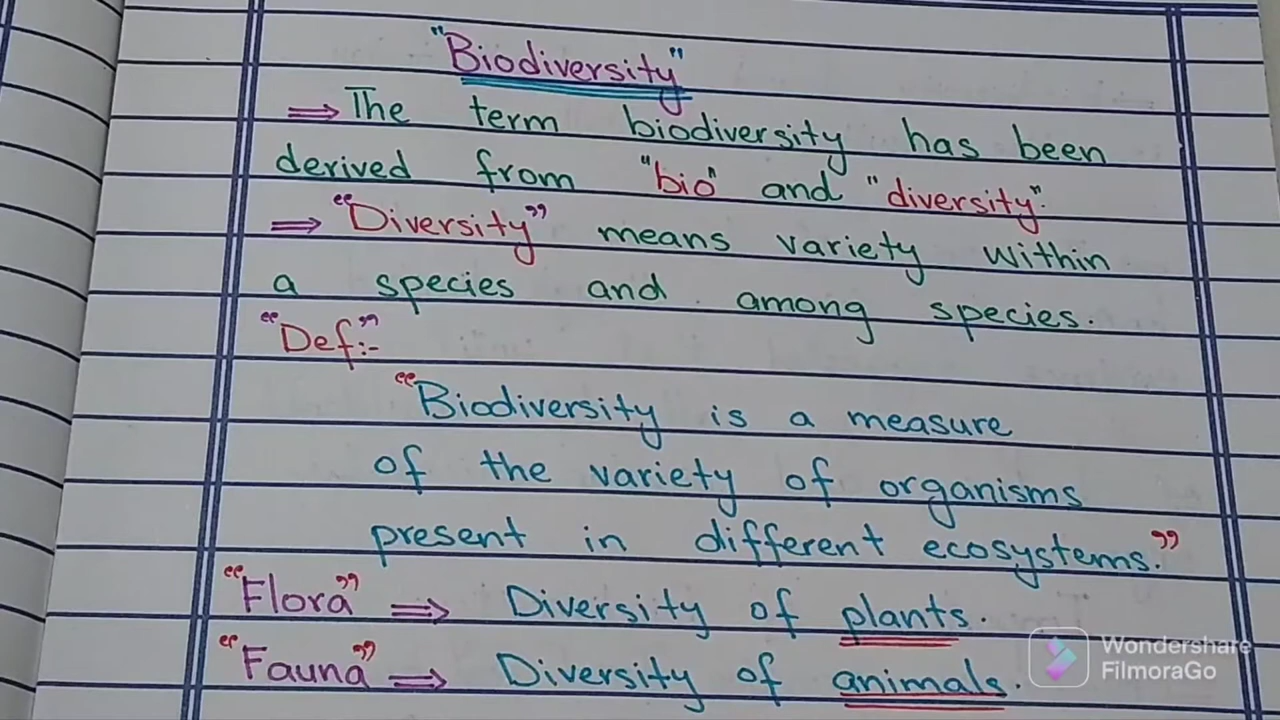 "Biodiversity"
⇒ The term biodiversity has been
derived from "bio" and "diversity".
⇒ "Diversity" means variety within
a species and among species.
"Def:-"
"Biodiversity is a measure
of the variety of organisms
present in different ecosystems."
"Flora" ⇒ Diversity of plants.
"Fauna" ⇒ Diversity of animals.
Wondershare
FilmoraGo